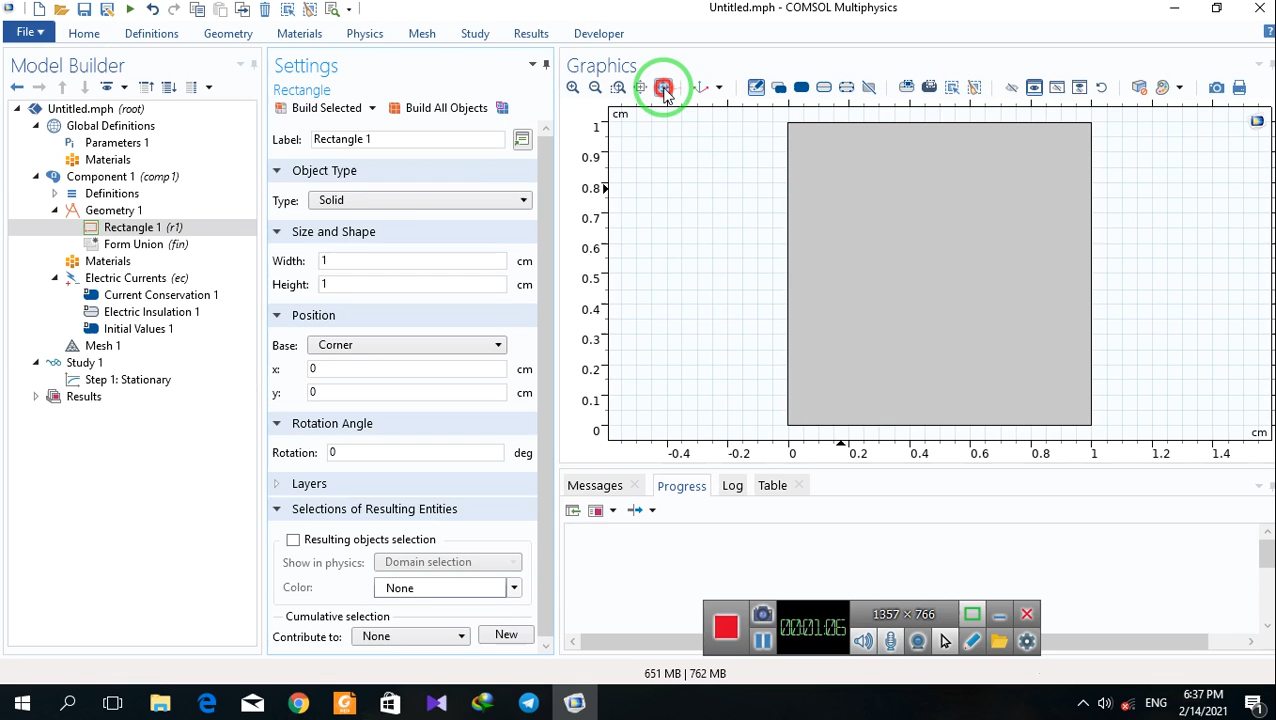 Untitled.mph - COMSOL Multiphysics
File
Home
Definitions
Geometry
Materials
Physics
Mesh
Study
Results
Developer
Model Builder
Untitled.mph (root)
Global Definitions
Pi Parameters 1
Materials
Component 1 (comp1)
Definitions
Geometry 1
Rectangle 1 (r1)
Form Union (fin)
Materials
Electric Currents (ec)
Current Conservation 1
Electric Insulation 1
Initial Values 1
Mesh 1
Study 1
Step 1: Stationary
Results
Settings
Rectangle
Build Selected
Build All Objects
Label: Rectangle 1
Object Type
Type: Solid
Size and Shape
Width: 1 cm
Height: 1 cm
Position
Base: Corner
x: 0 cm
y: 0 cm
Rotation Angle
Rotation: 0 deg
Layers
Selections of Resulting Entities
Resulting objects selection
Show in physics: Domain selection
Color: None
Cumulative selection
Contribute to: None New
Graphics
cm
1
0.9
0.8
0.7
0.6
0.5
0.4
0.3
0.2
0.1
0
cm
-0.4 -0.2 0 0.2 0.4 0.6 0.8 1 1.2 1.4
Messages
Progress
Log
Table
1357 × 766
00:01:06
651 MB | 762 MB
ENG
6:37 PM
2/14/2021
1